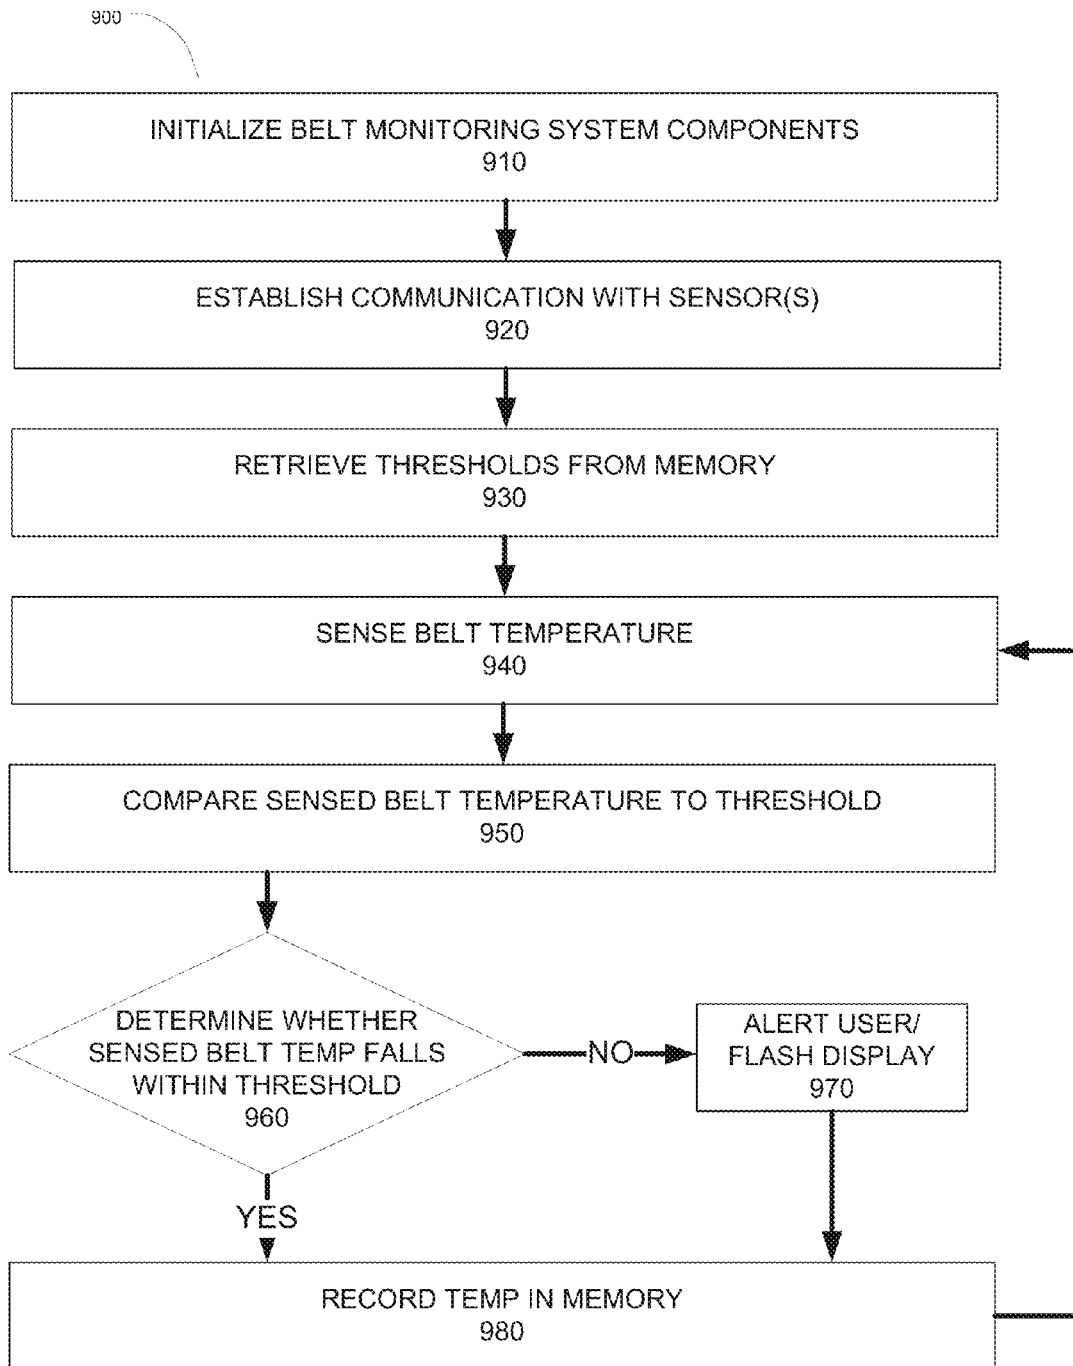 900
INITIALIZE BELT MONITORING SYSTEM COMPONENTS
910
ESTABLISH COMMUNICATION WITH SENSOR(S)
920
RETRIEVE THRESHOLDS FROM MEMORY
930
SENSE BELT TEMPERATURE
940
COMPARE SENSED BELT TEMPERATURE TO THRESHOLD
950
DETERMINE WHETHER
SENSED BELT TEMP FALLS
WITHIN THRESHOLD
960
NO
ALERT USER/
FLASH DISPLAY
970
YES
RECORD TEMP IN MEMORY
980